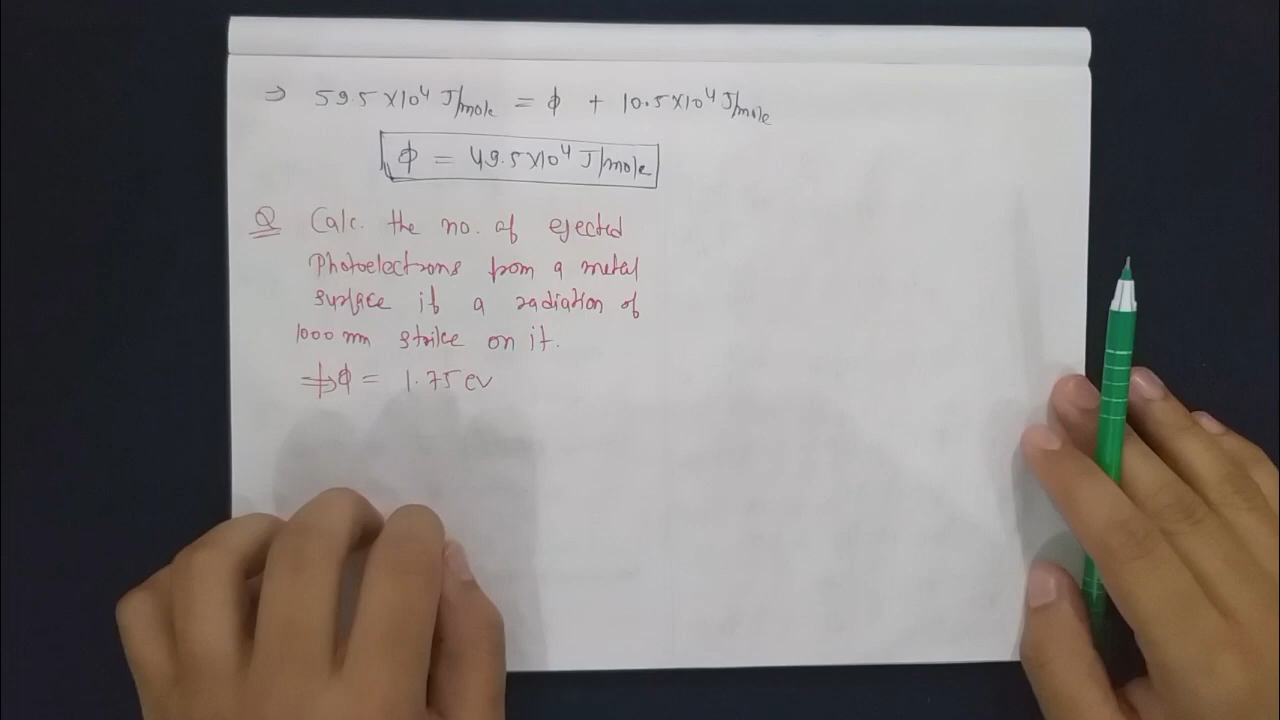 ⇒ 59.5 X10⁴ J/mole = ϕ + 10.5 X10⁴ J/mole
ϕ = 49.5 X10⁴ J/mole
Q Calc. the no. of ejected
Photoelectrons from a metal
surface if a radiation of
1000 nm strike on it.
⇒ ϕ = 1.75 ev